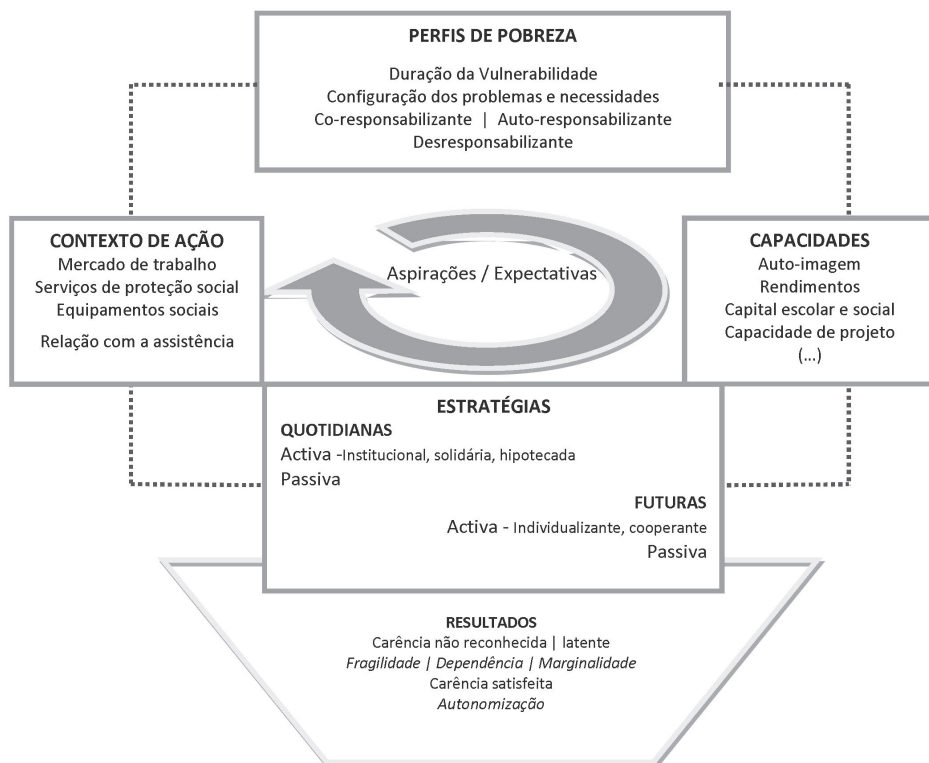 PERFIS DE POBREZA
Duração da Vulnerabilidade
Configuração dos problemas e necessidades
Co-responsabilizante | Auto-responsabilizante
Desresponsabilizante
CONTEXTO DE AÇÃO
Mercado de trabalho
Serviços de proteção social
Equipamentos sociais
Relação com a assistência
Aspirações / Expectativas
CAPACIDADES
Auto-imagem
Rendimentos
Capital escolar e social
Capacidade de projeto
(...)
ESTRATÉGIAS
QUOTIDIANAS
Activa -Institucional, solidária, hipotecada
Passiva
FUTURAS
Activa - Individualizante, cooperante
Passiva
RESULTADOS
Carência não reconhecida | latente
Fragilidade | Dependência | Marginalidade
Carência satisfeita
Autonomização